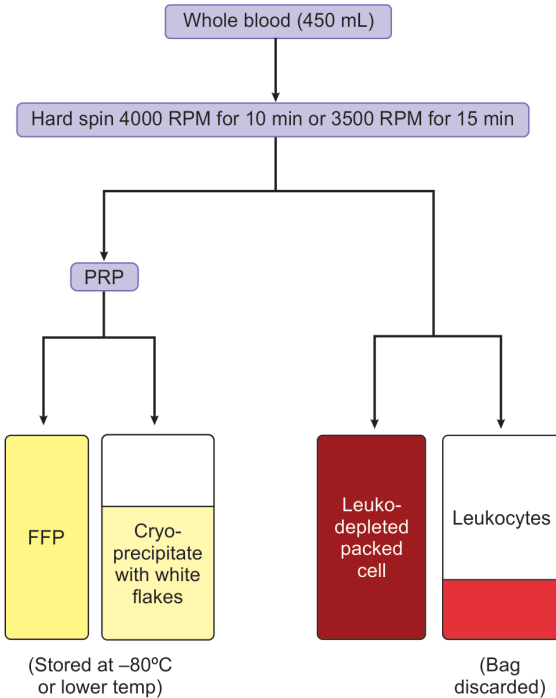 Whole blood (450 mL)
Hard spin 4000 RPM for 10 min or 3500 RPM for 15 min
PRP
FFP
Cryo-
precipitate
with white
flakes
Leuko-
depleted
packed
cell
Leukocytes
(Stored at –80ºC
or lower temp)
(Bag
discarded)